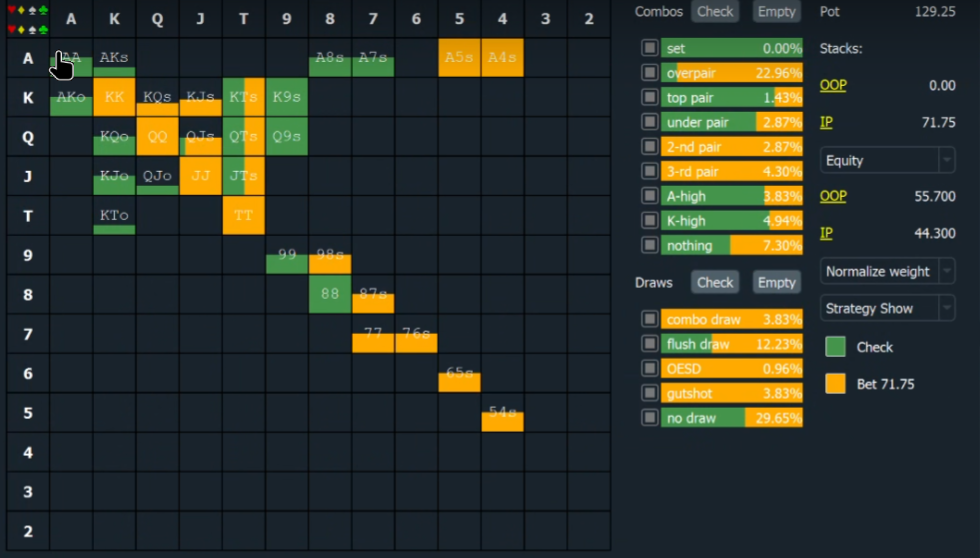 A K Q J T 9 8 7 6 5 4 3 2
A AA AKs A8s A7s A5s A4s
K AKo KK KQs KJs KTs K9s
Q KQo QQ QJs QTs Q9s
J KJo QJo JJ JTs
T KTo TT
9 99 98s
8 88 87s
7 77 76s
6 65s
5 54s
4
3
2
Combos Check Empty
set 0.00%
overpair 22.96%
top pair 1.43%
under pair 2.87%
2-nd pair 2.87%
3-rd pair 4.30%
A-high 3.83%
K-high 4.94%
nothing 7.30%
Draws Check Empty
combo draw 3.83%
flush draw 12.23%
OESD 0.96%
gutshot 3.83%
no draw 29.65%
Pot 129.25
Stacks:
OOP 0.00
IP 71.75
Equity
OOP 55.700
IP 44.300
Normalize weight
Strategy Show
Check
Bet 71.75